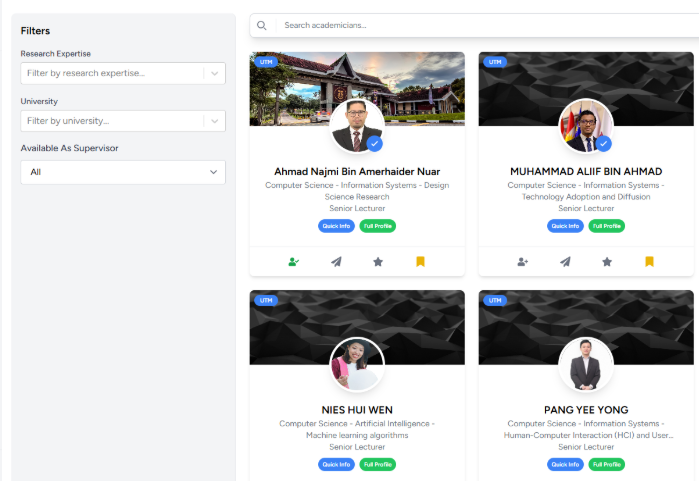 Filters
Research Expertise
Filter by research expertise...
University
Filter by university...
Available As Supervisor
All
Search academicians...
UTM
Ahmad Najmi Bin Amerhaider Nuar
Computer Science - Information Systems - Design
Science Research
Senior Lecturer
Quick Info Full Profile
UTM
MUHAMMAD ALIIF BIN AHMAD
Computer Science - Information Systems -
Technology Adoption and Diffusion
Senior Lecturer
Quick Info Full Profile
UTM
NIES HUI WEN
Computer Science - Artificial Intelligence -
Machine learning algorithms
Senior Lecturer
Quick Info Full Profile
UTM
PANG YEE YONG
Computer Science - Information Systems -
Human-Computer Interaction (HCI) and User...
Senior Lecturer
Quick Info Full Profile